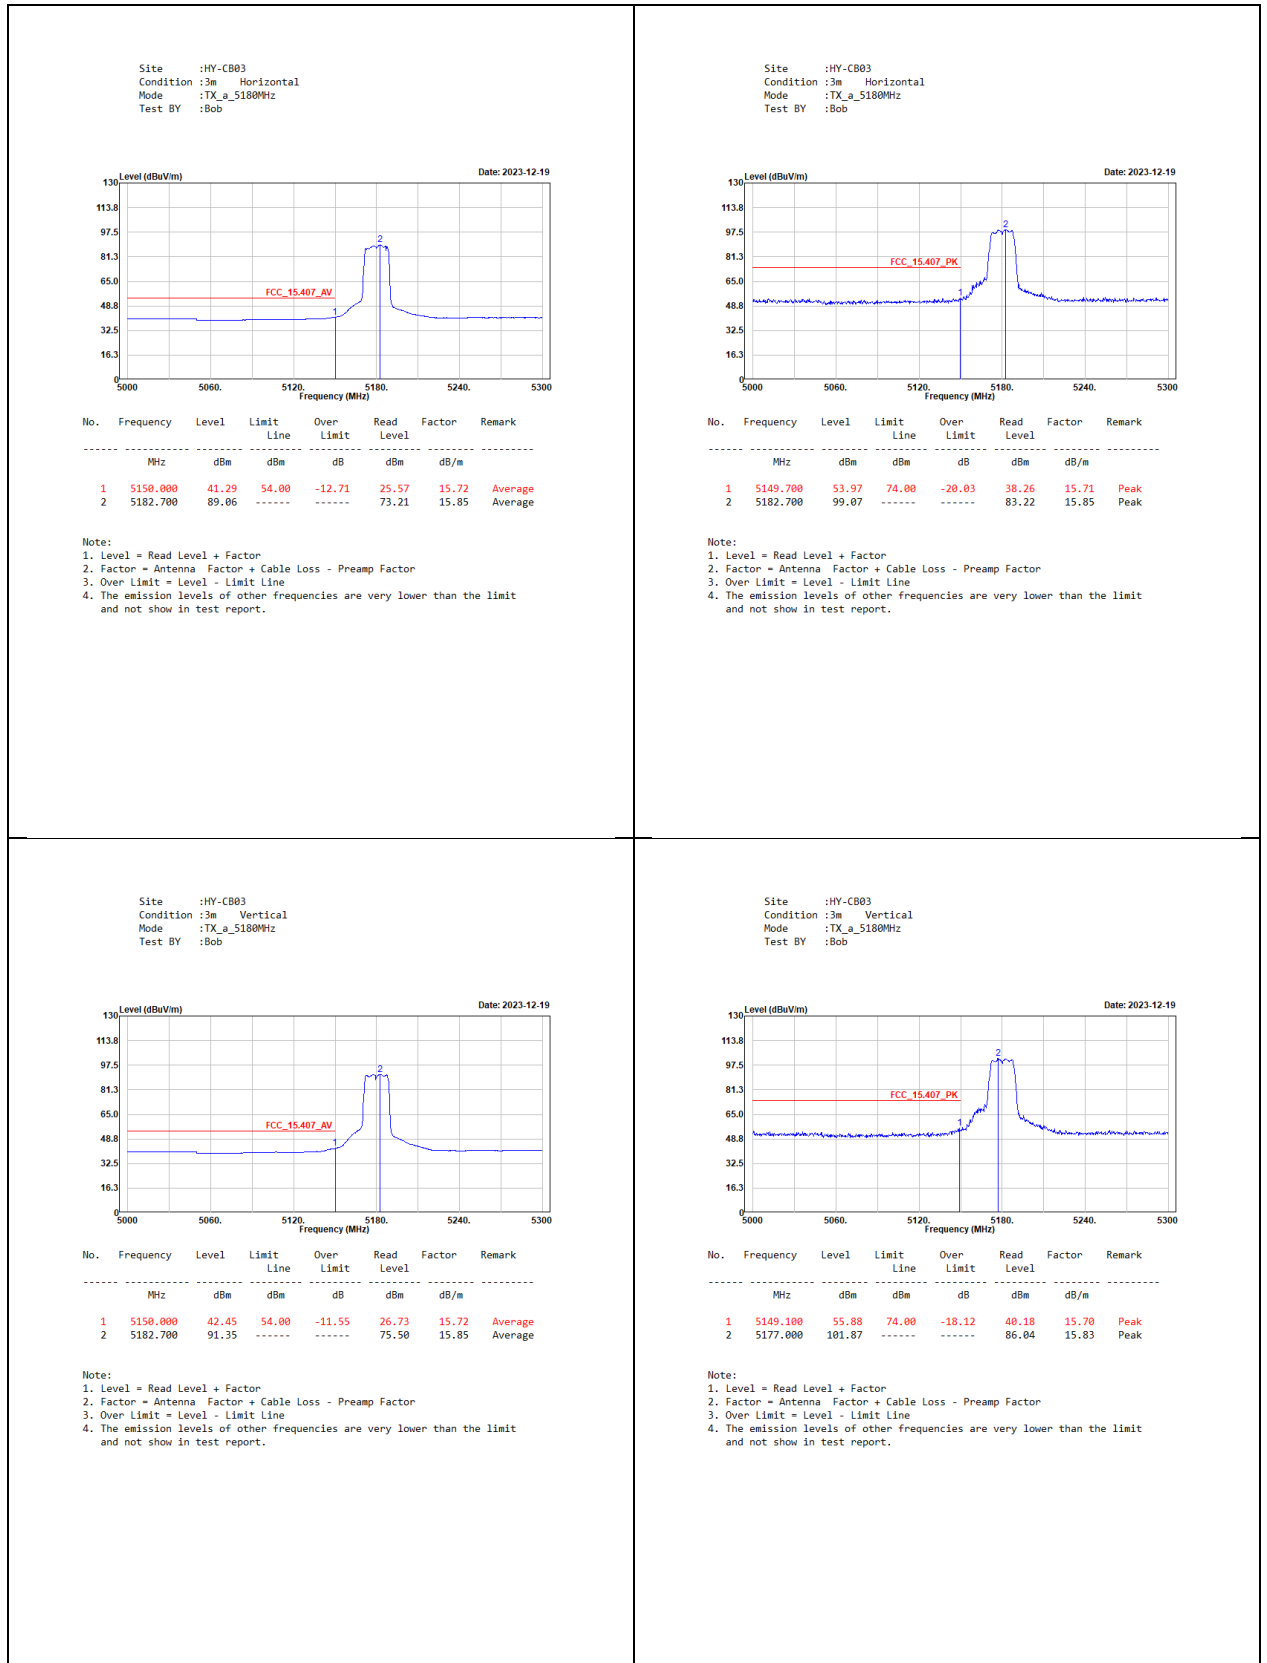 Site      :HY-CB03
Condition :3m    Horizontal
Mode      :TX_a_5180MHz
Test BY   :Bob
Level (dBuV/m)
Date: 2023-12-19
130
113.8
97.5
81.3
65.0
48.8
32.5
16.3
0
FCC_15.407_AV
1
2
5000 5060. 5120. 5180. 5240. 5300
Frequency (MHz)
No. Frequency Level Limit Over Read Factor Remark
Line Limit Level
------ ----------- -------- -------- --------- --------- -------- ---------
MHz dBm dBm dB dBm dB/m
1 5150.000 41.29 54.00 -12.71 25.57 15.72 Average
2 5182.700 89.06 ------ ------ 73.21 15.85 Average
Note:
1. Level = Read Level + Factor
2. Factor = Antenna  Factor + Cable Loss - Preamp Factor
3. Over Limit = Level - Limit Line
4. The emission levels of other frequencies are very lower than the limit
and not show in test report.
Site      :HY-CB03
Condition :3m    Horizontal
Mode      :TX_a_5180MHz
Test BY   :Bob
Level (dBuV/m)
Date: 2023-12-19
130
113.8
97.5
81.3
65.0
48.8
32.5
16.3
0
FCC_15.407_PK
1
2
5000 5060. 5120. 5180. 5240. 5300
Frequency (MHz)
No. Frequency Level Limit Over Read Factor Remark
Line Limit Level
------ ----------- -------- -------- --------- --------- -------- ---------
MHz dBm dBm dB dBm dB/m
1 5149.700 53.97 74.00 -20.03 38.26 15.71 Peak
2 5182.700 99.07 ------ ------ 83.22 15.85 Peak
Note:
1. Level = Read Level + Factor
2. Factor = Antenna  Factor + Cable Loss - Preamp Factor
3. Over Limit = Level - Limit Line
4. The emission levels of other frequencies are very lower than the limit
and not show in test report.
Site      :HY-CB03
Condition :3m    Vertical
Mode      :TX_a_5180MHz
Test BY   :Bob
Level (dBuV/m)
Date: 2023-12-19
130
113.8
97.5
81.3
65.0
48.8
32.5
16.3
0
FCC_15.407_AV
1
2
5000 5060. 5120. 5180. 5240. 5300
Frequency (MHz)
No. Frequency Level Limit Over Read Factor Remark
Line Limit Level
------ ----------- -------- -------- --------- --------- -------- ---------
MHz dBm dBm dB dBm dB/m
1 5150.000 42.45 54.00 -11.55 26.73 15.72 Average
2 5182.700 91.35 ------ ------ 75.50 15.85 Average
Note:
1. Level = Read Level + Factor
2. Factor = Antenna  Factor + Cable Loss - Preamp Factor
3. Over Limit = Level - Limit Line
4. The emission levels of other frequencies are very lower than the limit
and not show in test report.
Site      :HY-CB03
Condition :3m    Vertical
Mode      :TX_a_5180MHz
Test BY   :Bob
Level (dBuV/m)
Date: 2023-12-19
130
113.8
97.5
81.3
65.0
48.8
32.5
16.3
0
FCC_15.407_PK
1
2
5000 5060. 5120. 5180. 5240. 5300
Frequency (MHz)
No. Frequency Level Limit Over Read Factor Remark
Line Limit Level
------ ----------- -------- -------- --------- --------- -------- ---------
MHz dBm dBm dB dBm dB/m
1 5149.100 55.88 74.00 -18.12 40.18 15.70 Peak
2 5177.000 101.87 ------ ------ 86.04 15.83 Peak
Note:
1. Level = Read Level + Factor
2. Factor = Antenna  Factor + Cable Loss - Preamp Factor
3. Over Limit = Level - Limit Line
4. The emission levels of other frequencies are very lower than the limit
and not show in test report.